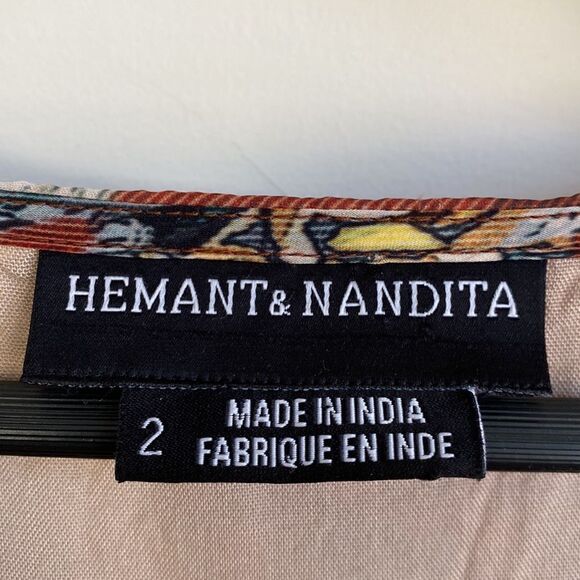 HEMANT & NANDITA
2
MADE IN INDIA
FABRIQUE EN INDE